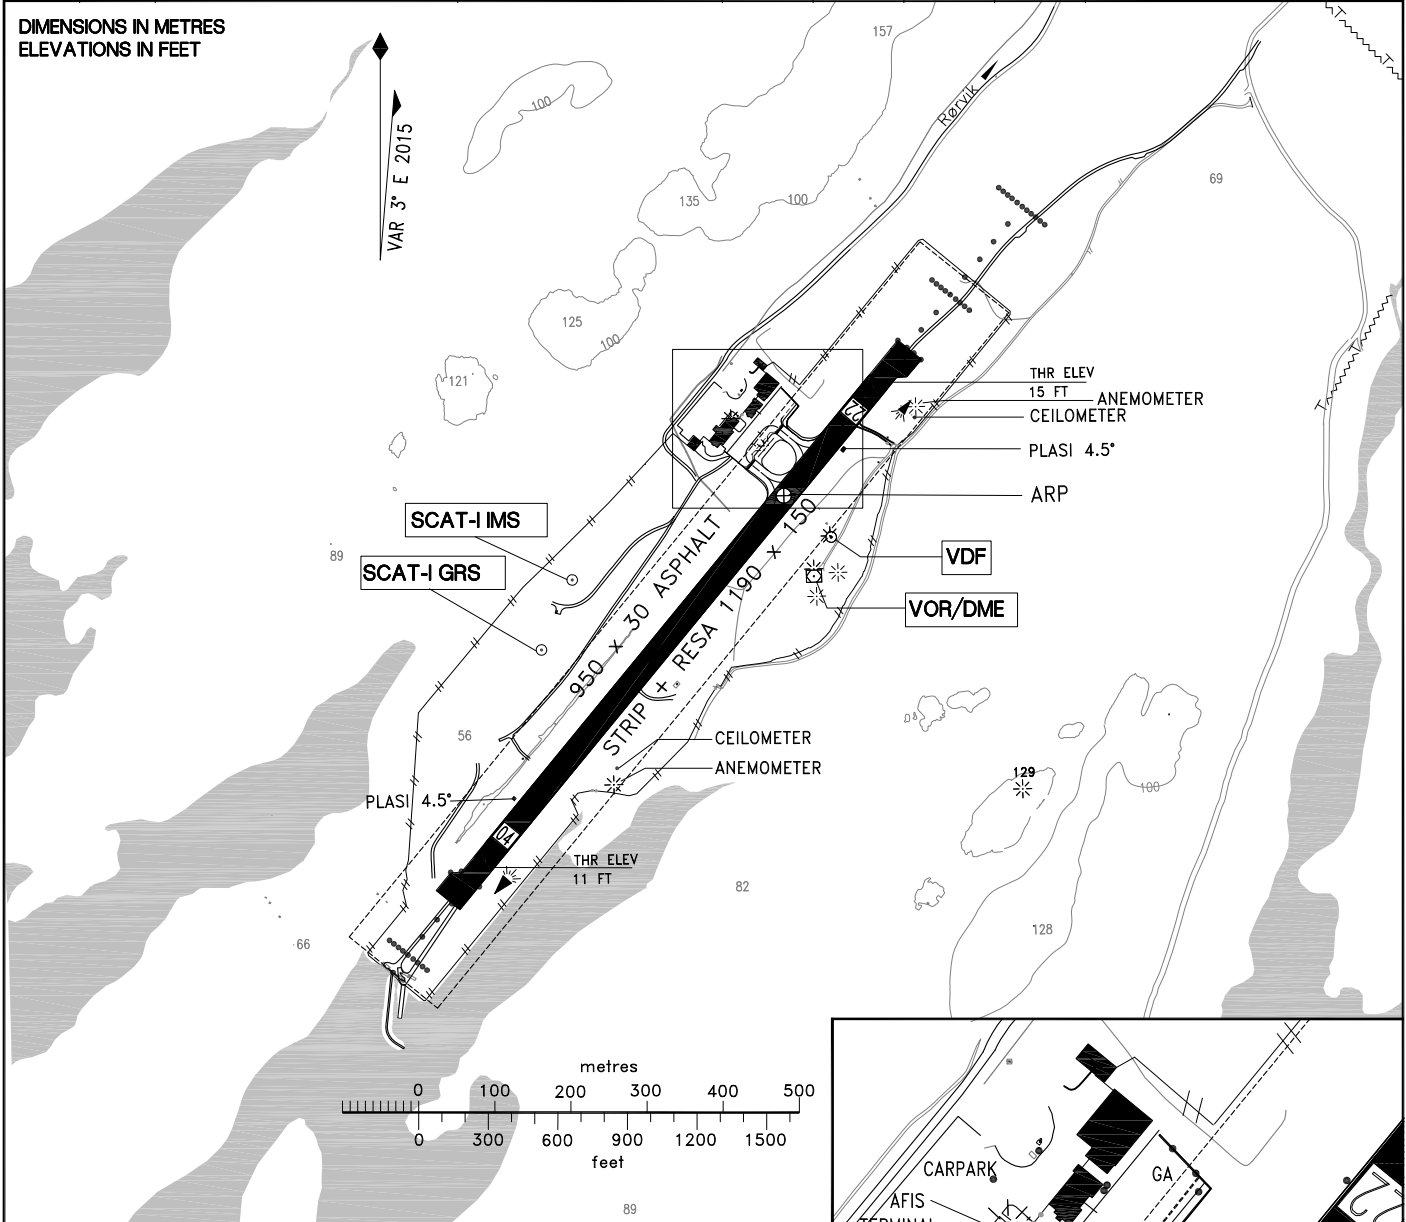 DIMENSIONS IN METRES
ELEVATIONS IN FEET
VAR 3° E 2015
157
100
Rørvik
69
135
100
125
100
121
THR ELEV
15 FT
ANEMOMETER
CEILOMETER
22
PLASI 4.5°
ARP
SCAT-I IMS
89
SCAT-I GRS
VDF
VOR/DME
950 x 30 ASPHALT
STRIP + RESA 1190 x 150
56
CEILOMETER
ANEMOMETER
129
100
PLASI 4.5°
04
THR ELEV
11 FT
82
128
66
metres
0 100 200 300 400 500
0 300 600 900 1200 1500
feet
89
CARPARK
GA
AFIS
TERMINAL
22